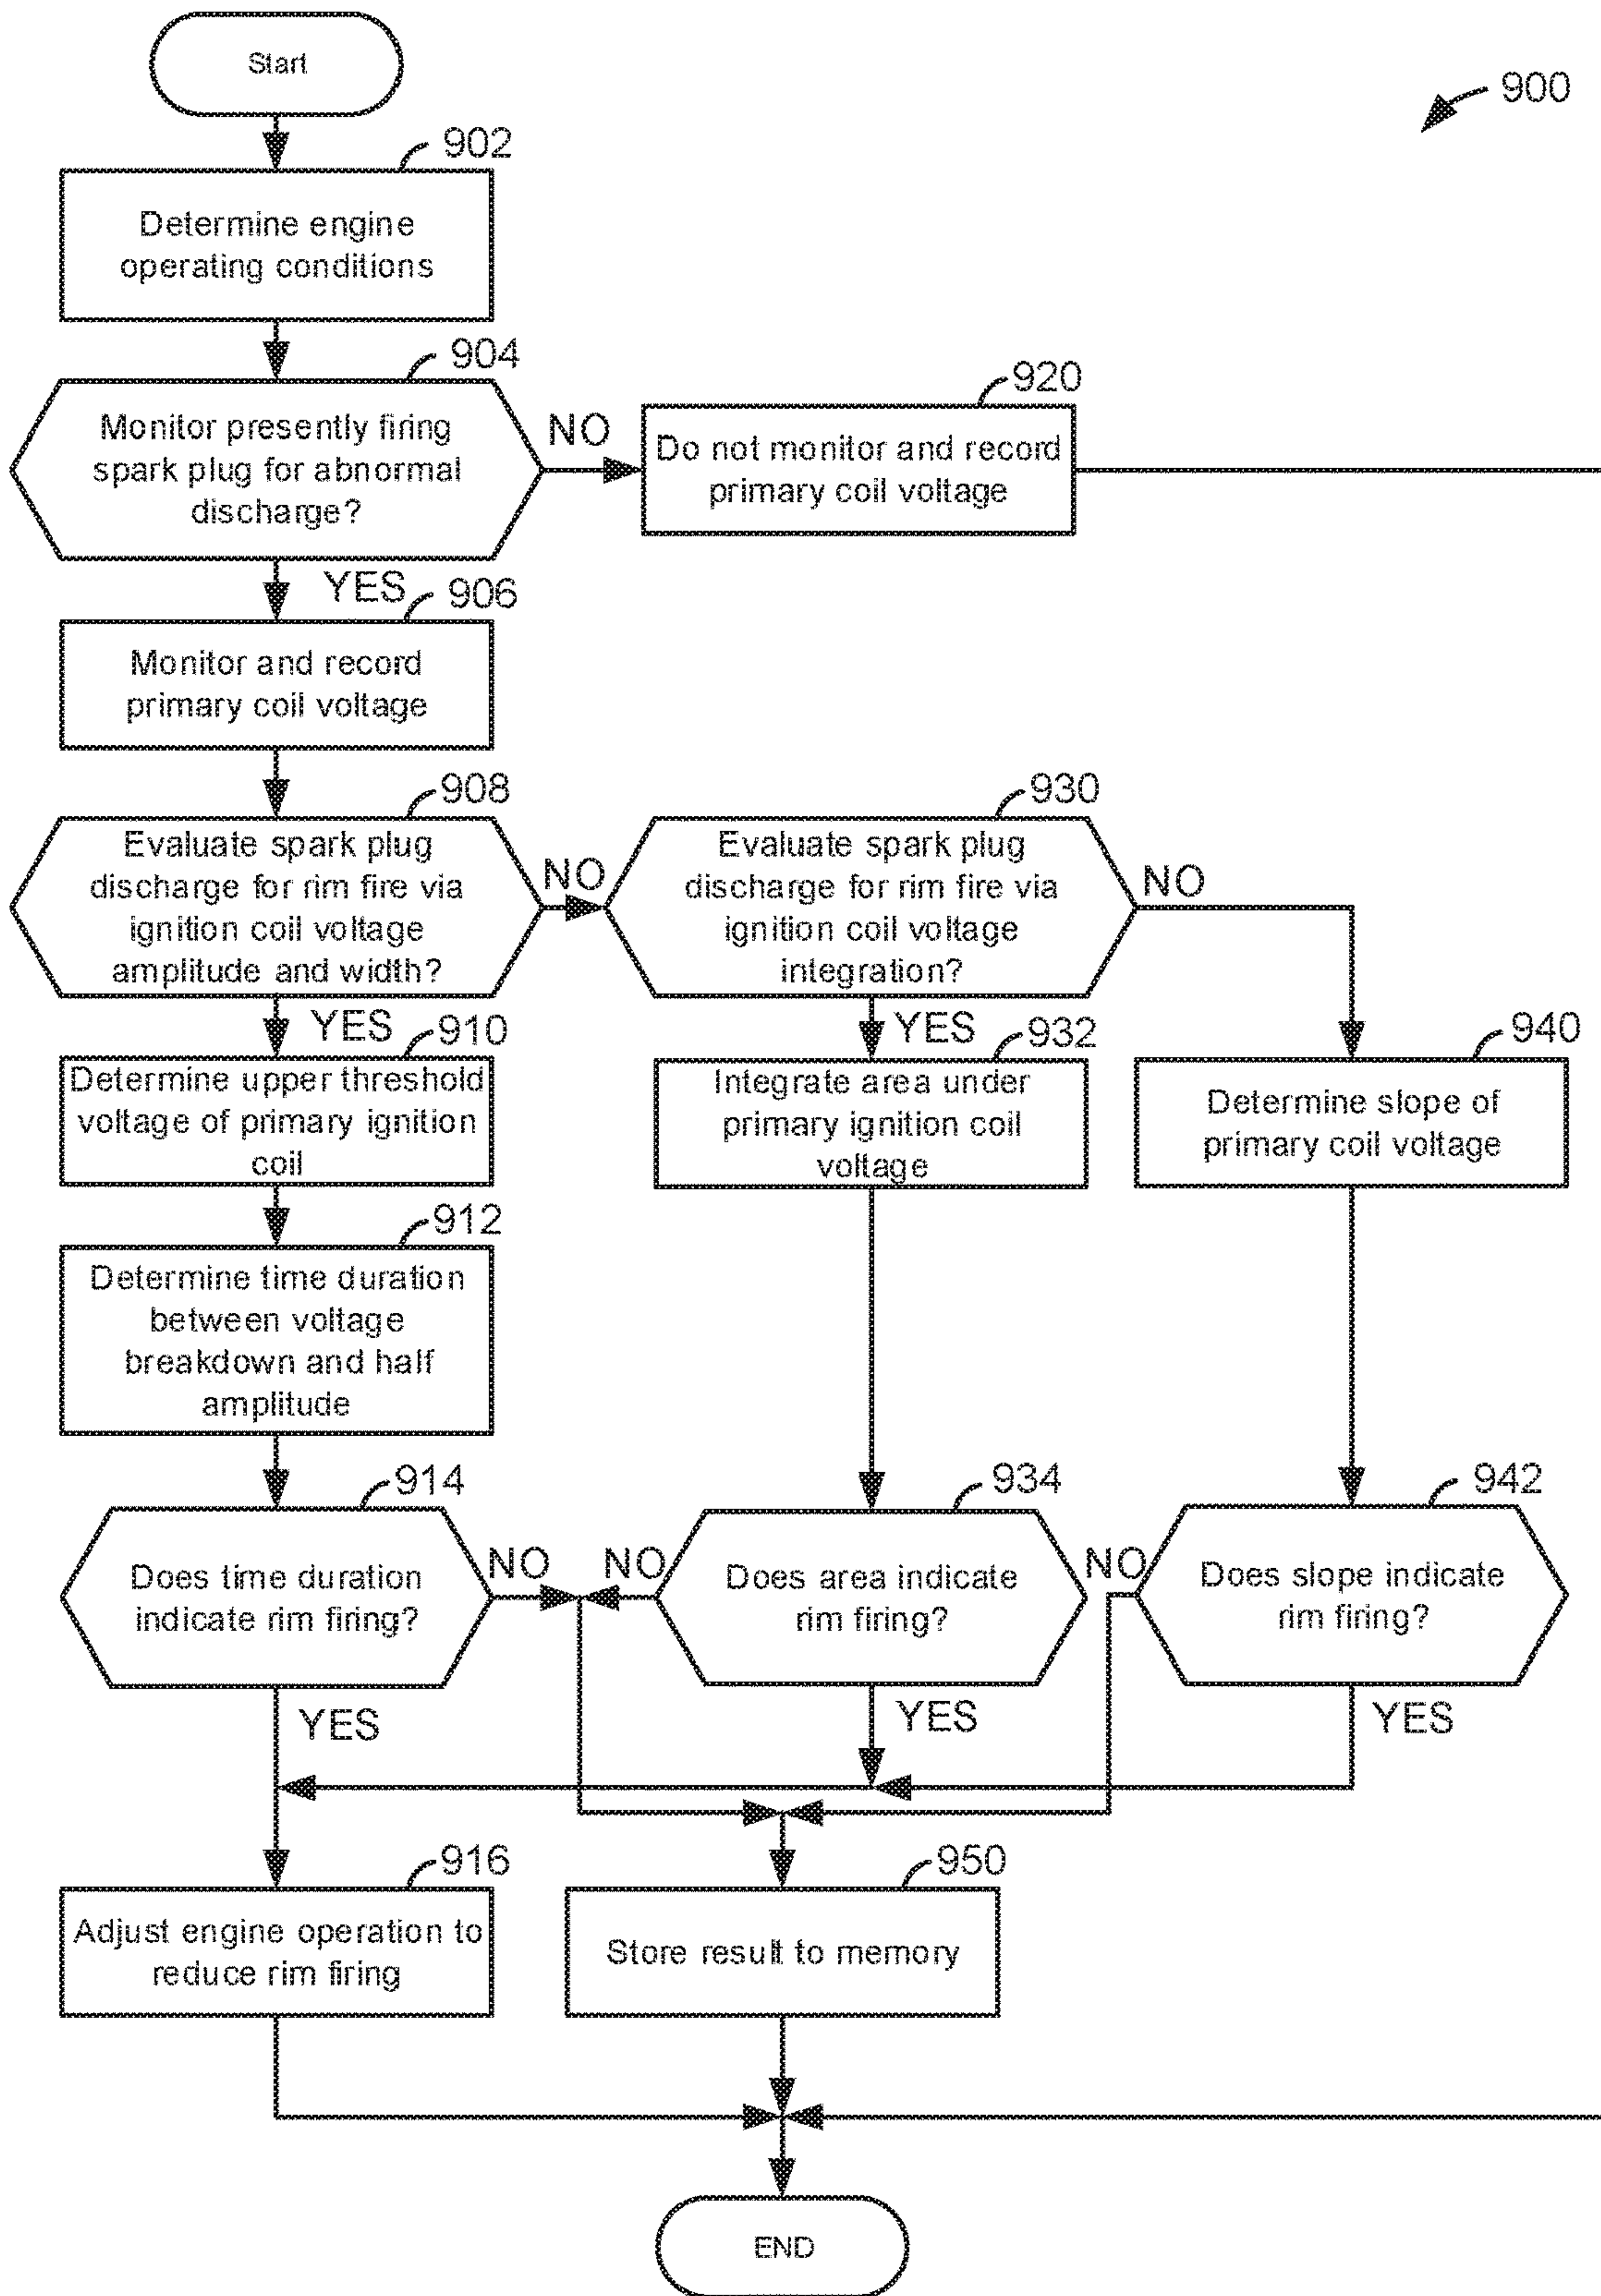 Start
900
902
Determine engine
operating conditions
904
Monitor presently firing
spark plug for abnormal
discharge?
NO
920
Do not monitor and record
primary coil voltage
YES
906
Monitor and record
primary coil voltage
908
Evaluate spark plug
discharge for rim fire via
ignition coil voltage
amplitude and width?
NO
930
Evaluate spark plug
discharge for rim fire via
ignition coil voltage
integration?
NO
YES
910
Determine upper threshold
voltage of primary ignition
coil
YES
932
Integrate area under
primary ignition coil
voltage
940
Determine slope of
primary coil voltage
912
Determine time duration
between voltage
breakdown and half
amplitude
914
Does time duration
indicate rim firing?
NO
YES
934
Does area indicate
rim firing?
NO
YES
942
Does slope indicate
rim firing?
NO
YES
916
Adjust engine operation to
reduce rim firing
950
Store result to memory
END